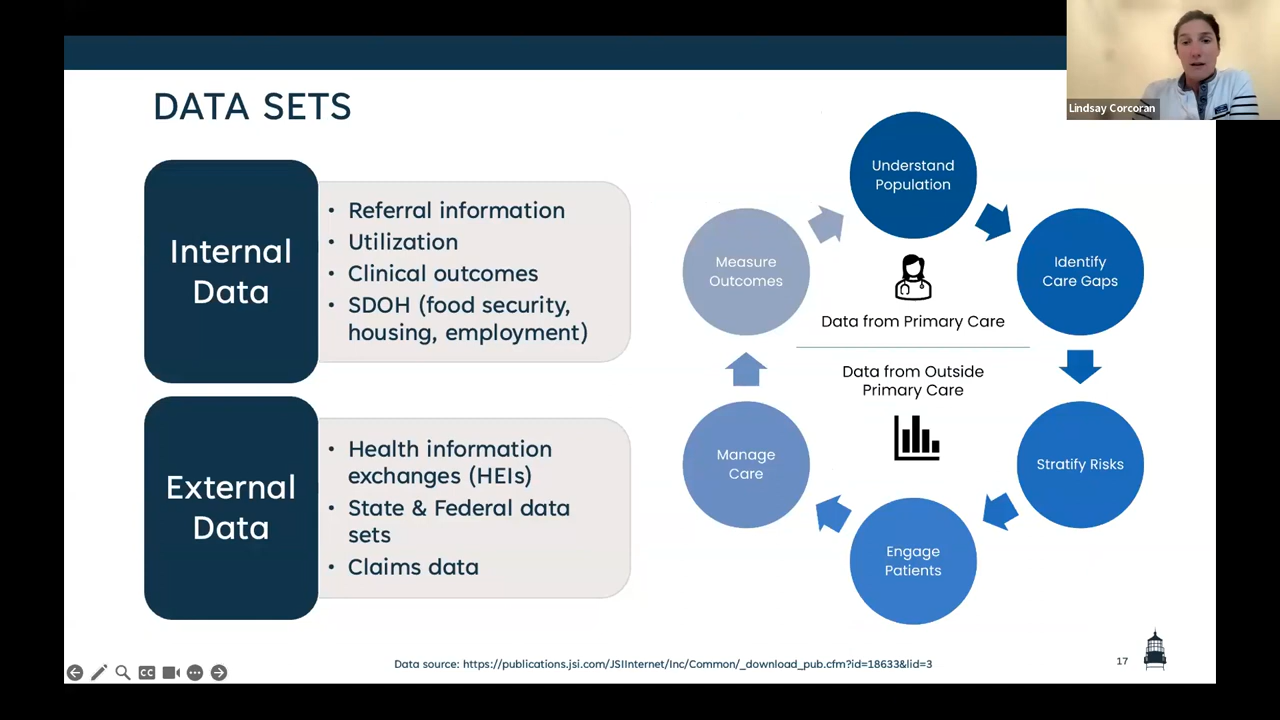 Lindsay Corcoran
DATA SETS
Internal
Data
• Referral information
• Utilization
• Clinical outcomes
• SDOH (food security,
housing, employment)
External
Data
• Health information
exchanges (HEIs)
• State & Federal data
sets
• Claims data
Understand
Population
Identify
Care Gaps
Stratify Risks
Engage
Patients
Manage
Care
Measure
Outcomes
Data from Primary Care
Data from Outside
Primary Care
CC
Data source: https://publications.jsi.com/JSIInternet/Inc/Common/_download_pub.cfm?id=18633&lid=3
17